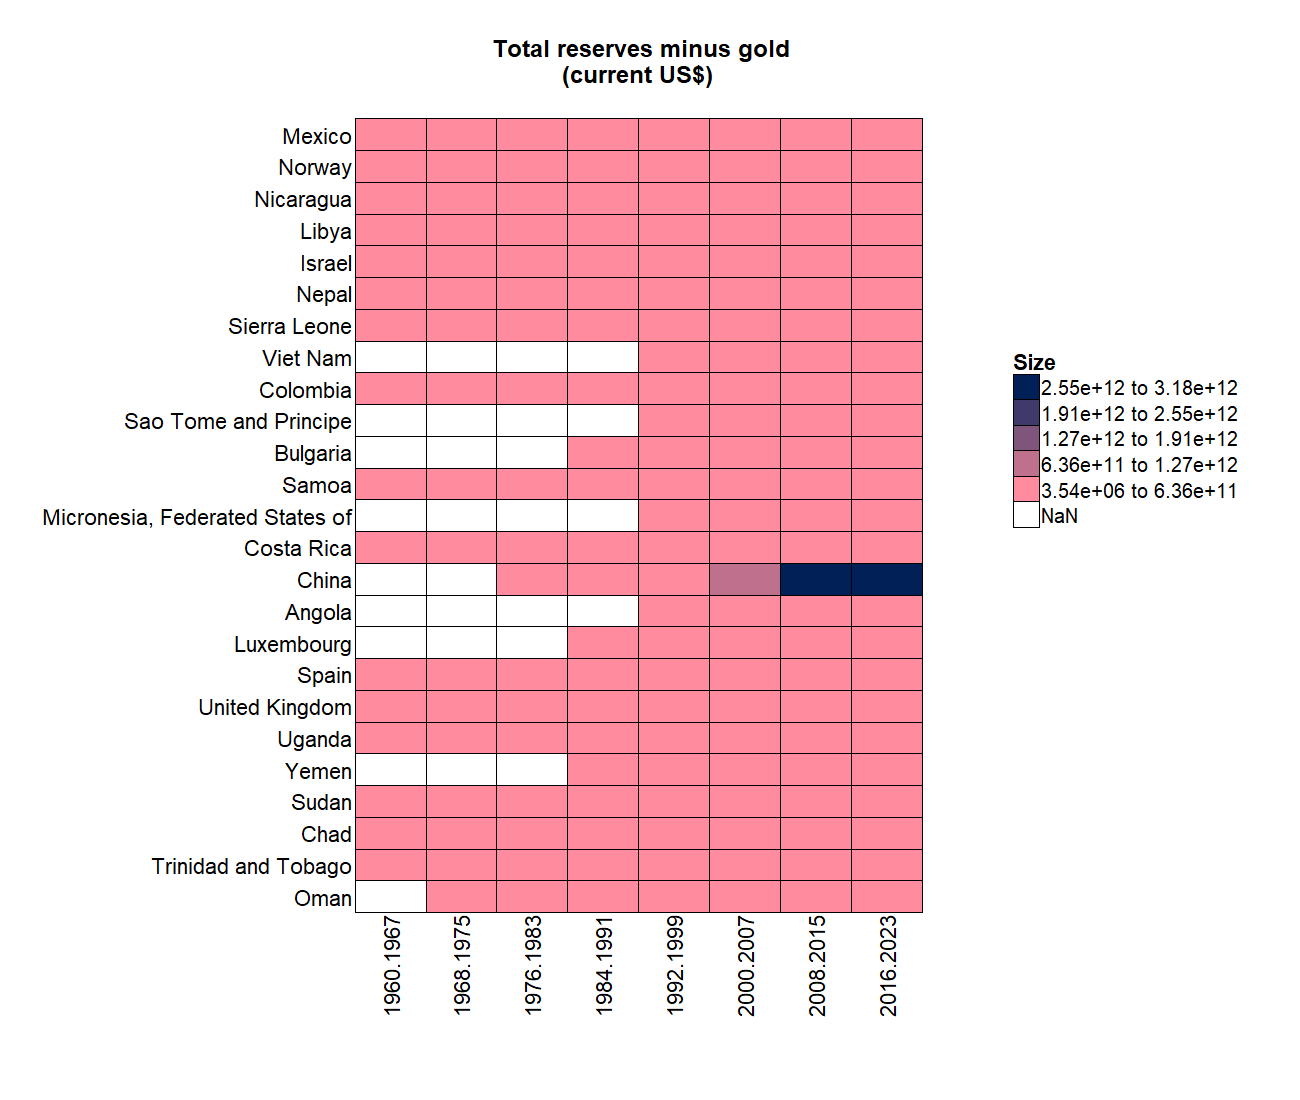 Total reserves minus gold
(current US$)
Mexico
Norway
Nicaragua
Libya
Israel
Nepal
Sierra Leone
Viet Nam
Colombia
Sao Tome and Principe
Bulgaria
Samoa
Micronesia, Federated States of
Costa Rica
China
Angola
Luxembourg
Spain
United Kingdom
Uganda
Yemen
Sudan
Chad
Trinidad and Tobago
Oman
1960.1967
1968.1975
1976.1983
1984.1991
1992.1999
2000.2007
2008.2015
2016.2023
Size
2.55e+12 to 3.18e+12
1.91e+12 to 2.55e+12
1.27e+12 to 1.91e+12
6.36e+11 to 1.27e+12
3.54e+06 to 6.36e+11
NaN